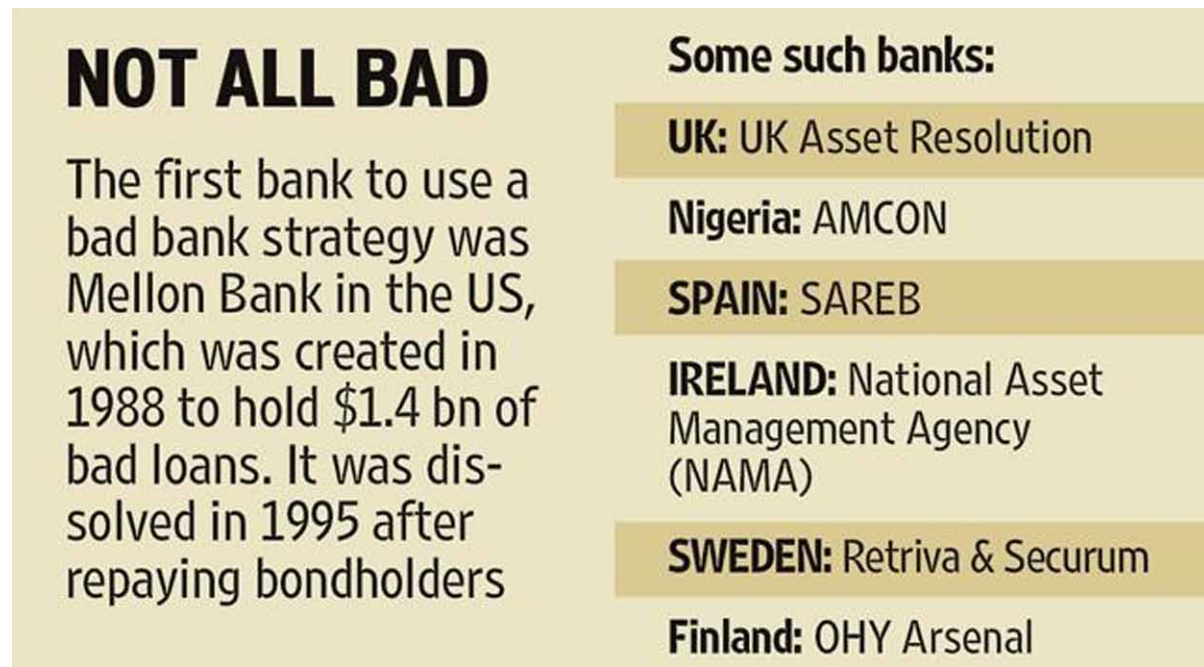 NOT ALL BAD
The first bank to use a
bad bank strategy was
Mellon Bank in the US,
which was created in
1988 to hold $1.4 bn of
bad loans. It was dis-
solved in 1995 after
repaying bondholders
Some such banks:
UK: UK Asset Resolution
Nigeria: AMCON
SPAIN: SAREB
IRELAND: National Asset
Management Agency
(NAMA)
SWEDEN: Retriva & Securum
Finland: OHY Arsenal